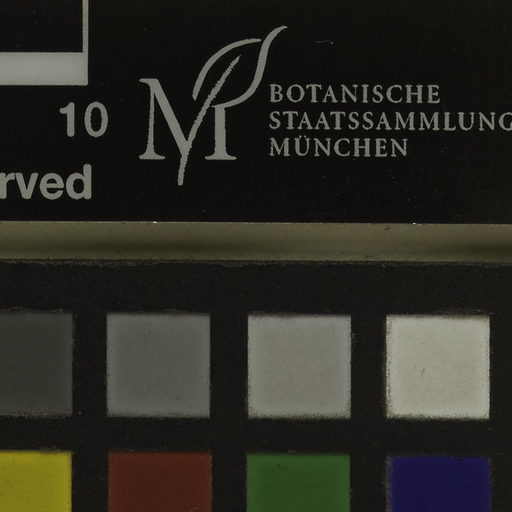 10
rved
M
BOTANISCHE
STAATSSAMMLUNG
MÜNCHEN